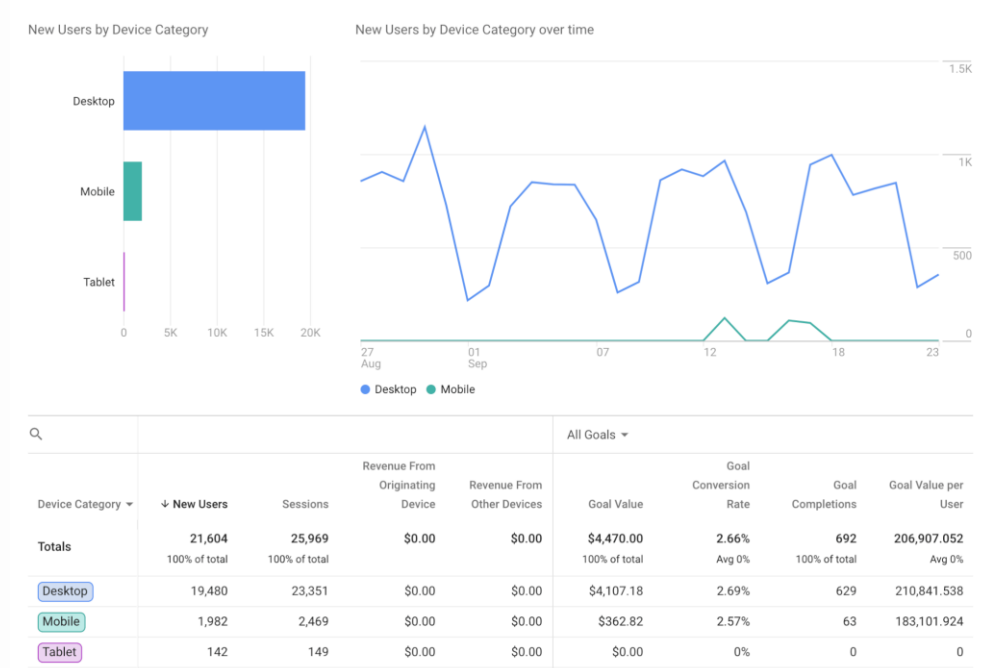 New Users by Device Category
Desktop
Mobile
Tablet
0 5K 10K 15K 20K
New Users by Device Category over time
1.5K
1K
500
0
27 01 07 12 18 23
Aug Sep
Desktop Mobile
All Goals
Device Category New Users Sessions Revenue From Originating Device Revenue From Other Devices Goal Value Goal Conversion Rate Goal Completions Goal Value per User
Totals 21,604 25,969 $0.00 $0.00 $4,470.00 2.66% 692 206,907.052
100% of total 100% of total 100% of total Avg 0% 100% of total Avg 0%
Desktop 19,480 23,351 $0.00 $0.00 $4,107.18 2.69% 629 210,841.538
Mobile 1,982 2,469 $0.00 $0.00 $362.82 2.57% 63 183,101.924
Tablet 142 149 $0.00 $0.00 $0.00 0% 0 0